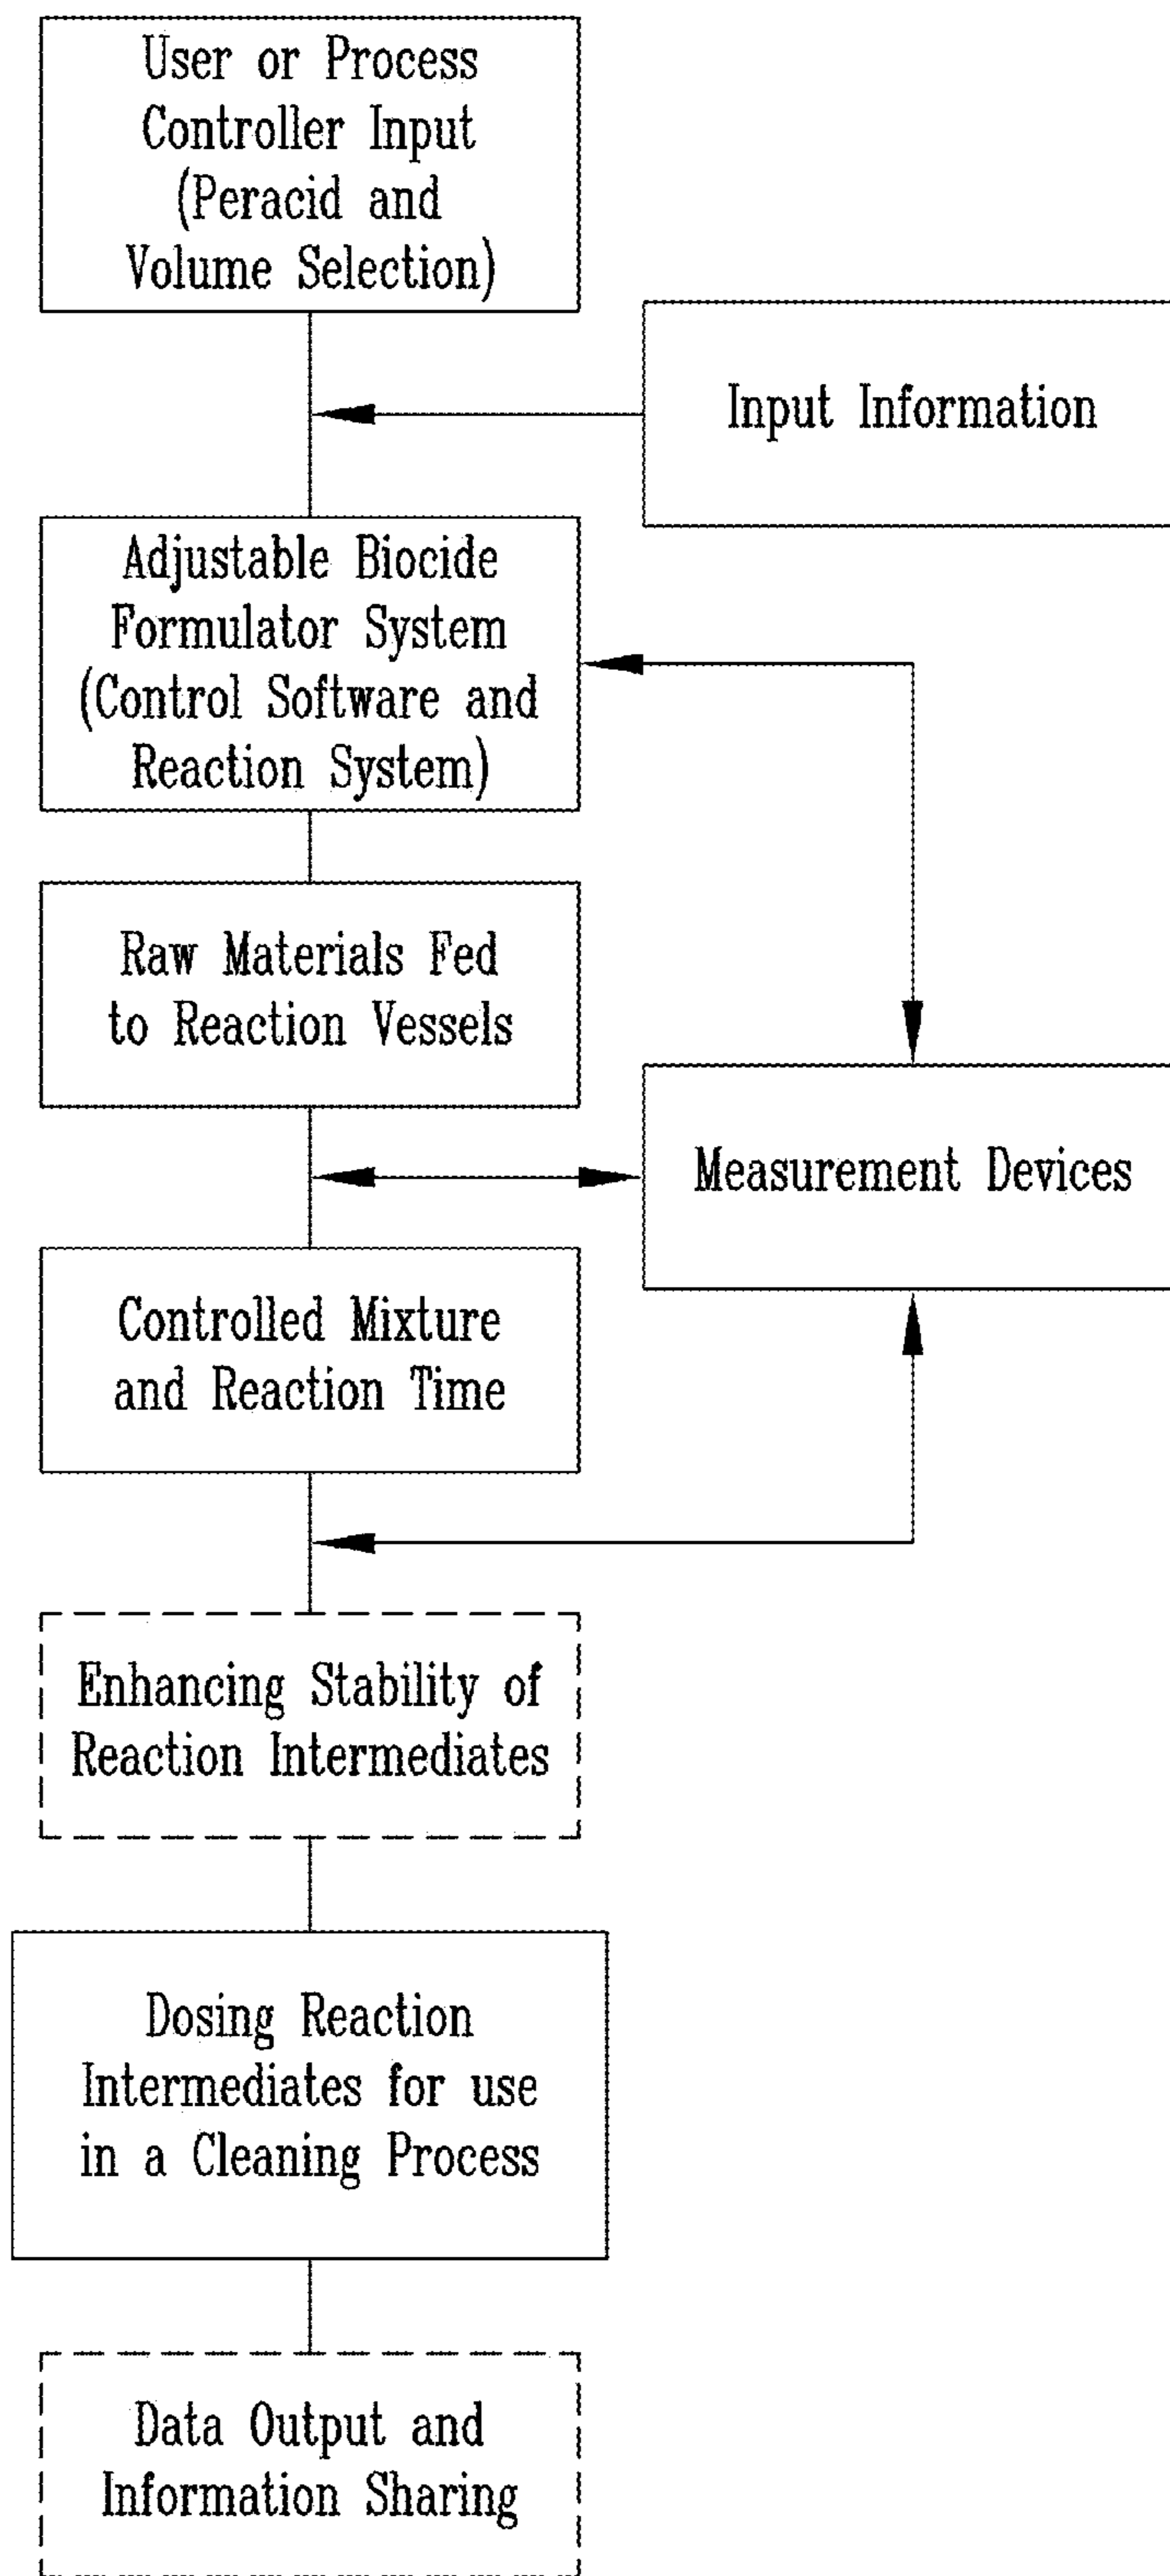 User or Process
Controller Input
(Peracid and
Volume Selection)
Input Information
Adjustable Biocide
Formulator System
(Control Software and
Reaction System)
Raw Materials Fed
to Reaction Vessels
Measurement Devices
Controlled Mixture
and Reaction Time
Enhancing Stability of
Reaction Intermediates
Dosing Reaction
Intermediates for use
in a Cleaning Process
Data Output and
Information Sharing